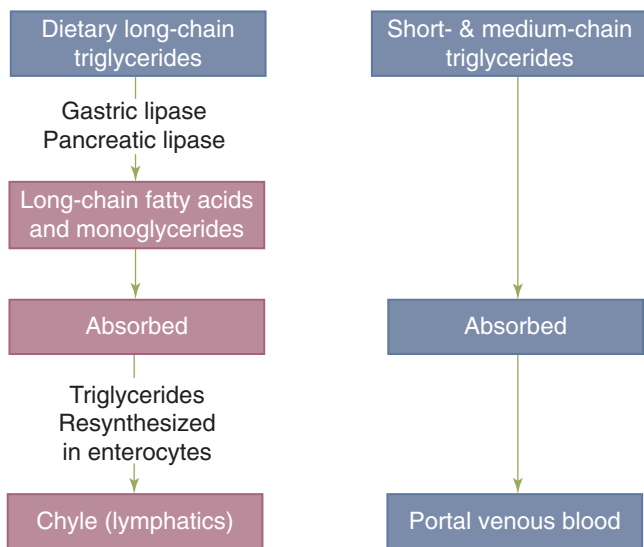 Dietary long-chain
triglycerides
Gastric lipase
Pancreatic lipase
Long-chain fatty acids
and monoglycerides
Absorbed
Triglycerides
Resynthesized
in enterocytes
Chyle (lymphatics)
Short- & medium-chain
triglycerides
Absorbed
Portal venous blood